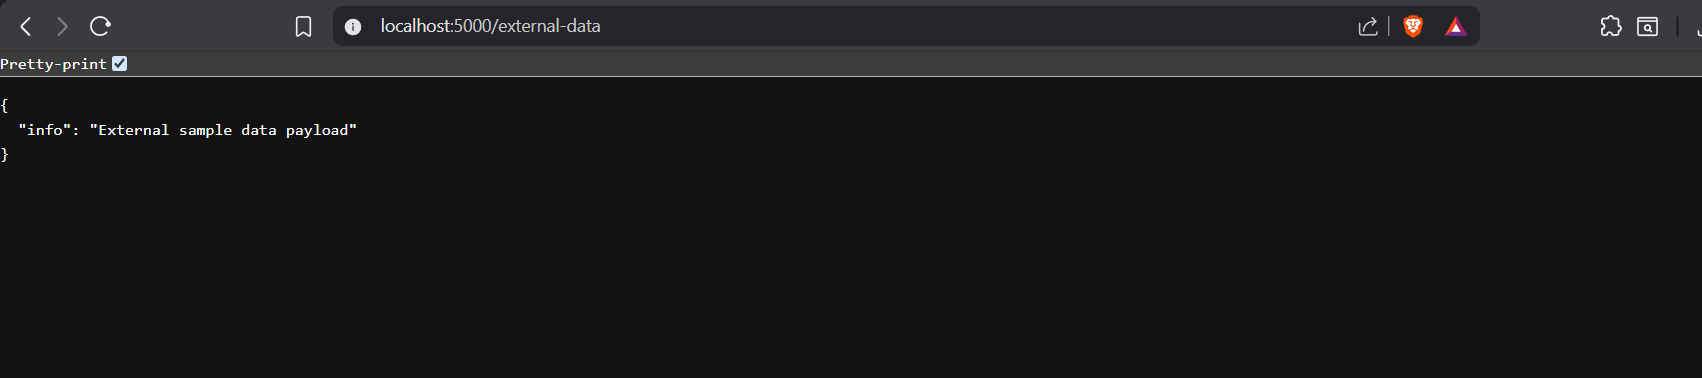 localhost:5000/external-data
Pretty-print
{
"info": "External sample data payload"
}